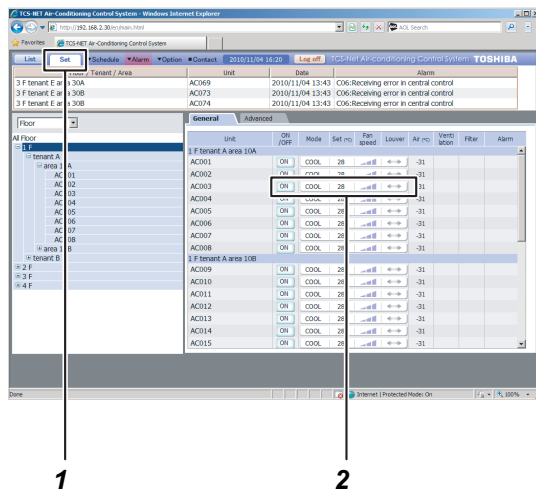 TCS-NET Air-Conditioning Control System - Windows Internet Explorer
http://192.168.2.30/en/main.html
AOL Search
Favorites TCS-NET Air-Conditioning Control System
List Set Schedule Alarm Option Contact 2010/11/04 16:20 Log off TCS-Net Air-Conditioning Control System TOSHIBA
Floor / Tenant / Area Unit Date Alarm
3 F tenant E area 30A AC069 2010/11/04 13:43 C06:Receiving error in central control
3 F tenant E area 30B AC073 2010/11/04 13:43 C06:Receiving error in central control
3 F tenant E area 30B AC074 2010/11/04 13:43 C06:Receiving error in central control
Floor
General Advanced
All Floor
1 F
tenant A
area 1 A
AC 01
AC 02
AC 03
AC 04
AC 05
AC 06
AC 07
AC 08
area 1 B
tenant B
2 F
3 F
4 F
Unit ON /OFF Mode Set (°C) Fan speed Louver Air (°C) Venti lation Filter Alarm
1 F tenant A area 10A
AC001 ON COOL 28 -31
AC002 ON COOL 28 -31
AC003 ON COOL 28 -31
AC004 ON COOL 28 -31
AC005 ON COOL 28 -31
AC006 ON COOL 28 -31
AC007 ON COOL 28 -31
AC008 ON COOL 28 -31
1 F tenant A area 10B
AC009 ON COOL 28 -31
AC010 ON COOL 28 -31
AC011 ON COOL 28 -31
AC012 ON COOL 28 -31
AC013 ON COOL 28 -31
AC014 ON COOL 28 -31
AC015 ON COOL 28 -31
Done Internet | Protected Mode: On 100%
1 2